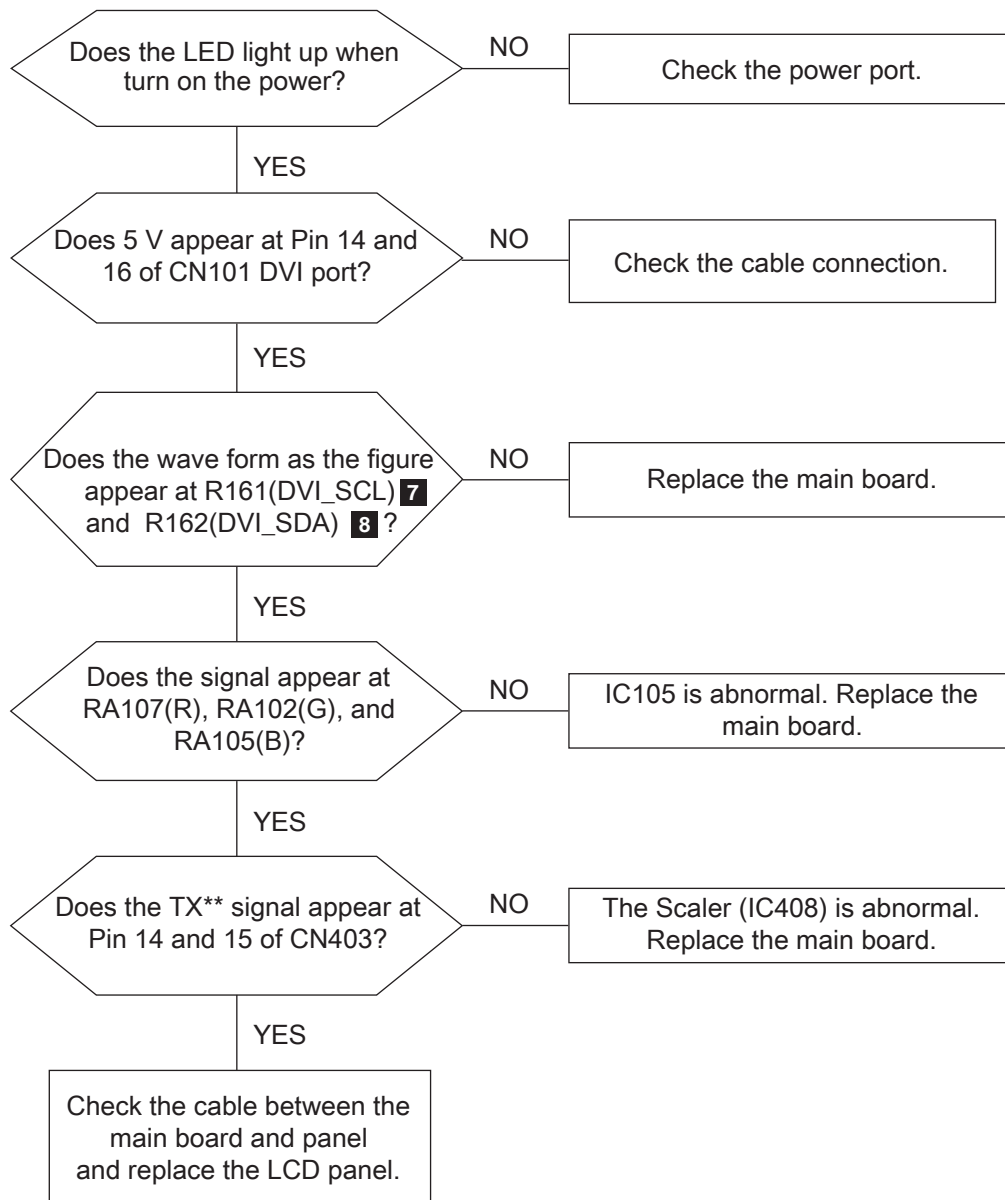 Does the LED light up when
turn on the power?
NO
Check the power port.
YES
Does 5 V appear at Pin 14 and
16 of CN101 DVI port?
NO
Check the cable connection.
YES
Does the wave form as the figure
appear at R161(DVI_SCL) 7
and R162(DVI_SDA) 8 ?
NO
Replace the main board.
YES
Does the signal appear at
RA107(R), RA102(G), and
RA105(B)?
NO
IC105 is abnormal. Replace the
main board.
YES
Does the TX** signal appear at
Pin 14 and 15 of CN403?
NO
The Scaler (IC408) is abnormal.
Replace the main board.
YES
Check the cable between the
main board and panel
and replace the LCD panel.